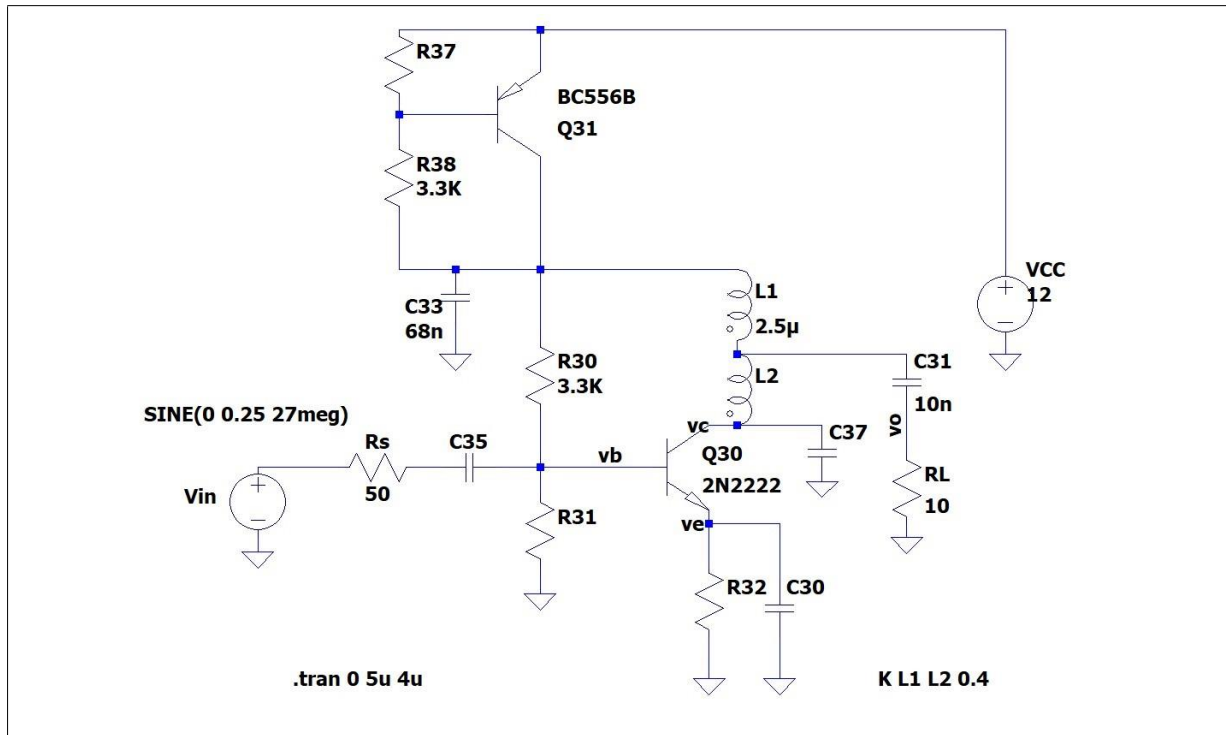 R37
BC556B
Q31
R38
3.3K
VCC
12
L1
2.5µ
C33
68n
L2
C31
10n
R30
3.3K
SINE(0 0.25 27meg)
Rs
50
C35
vb
vc
C37
vo
Vin
Q30
2N2222
RL
10
R31
ve
R32
C30
.tran 0 5u 4u
K L1 L2 0.4